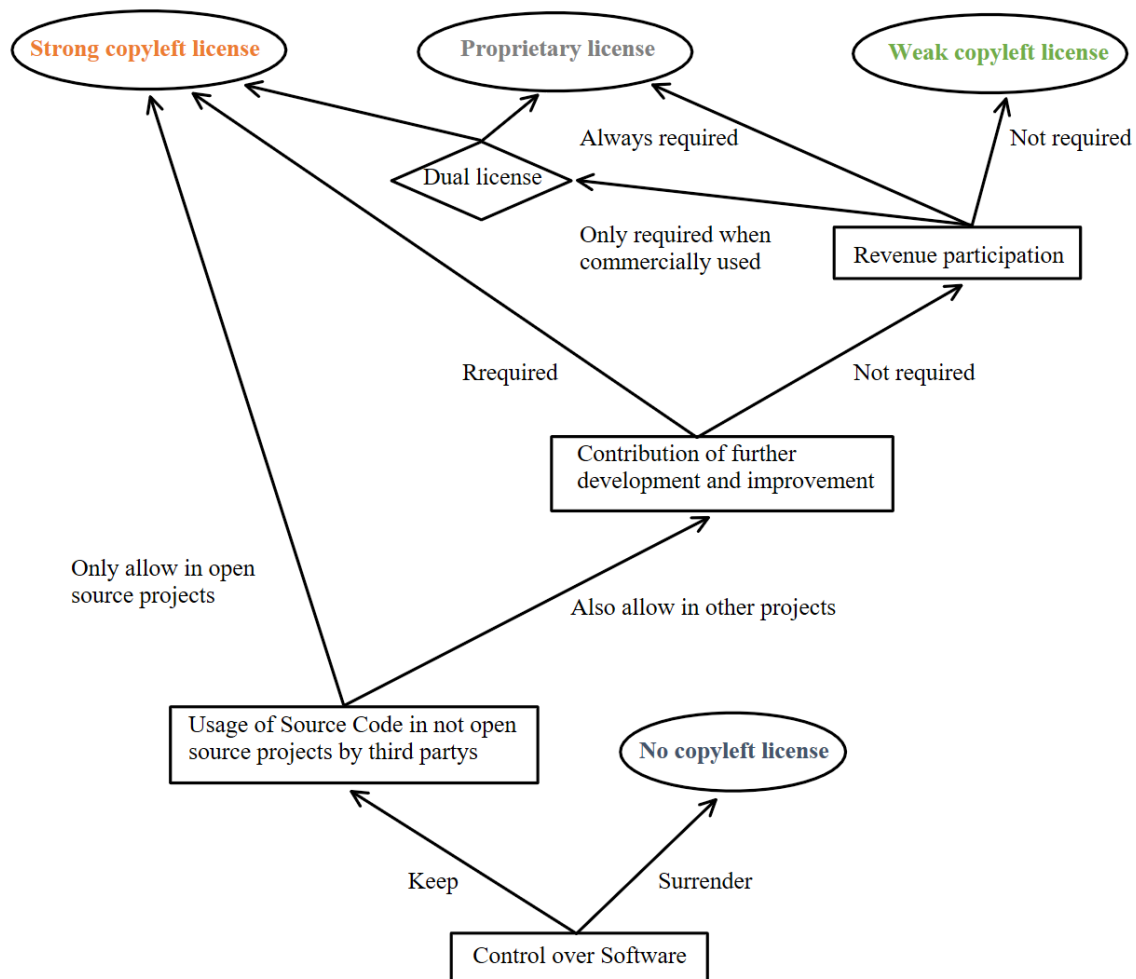 Strong copyleft license
Proprietary license
Weak copyleft license
Always required
Not required
Dual license
Only required when
commercially used
Revenue participation
Rrequired
Not required
Contribution of further
development and improvement
Only allow in open
source projects
Also allow in other projects
Usage of Source Code in not open
source projects by third partys
No copyleft license
Keep
Surrender
Control over Software